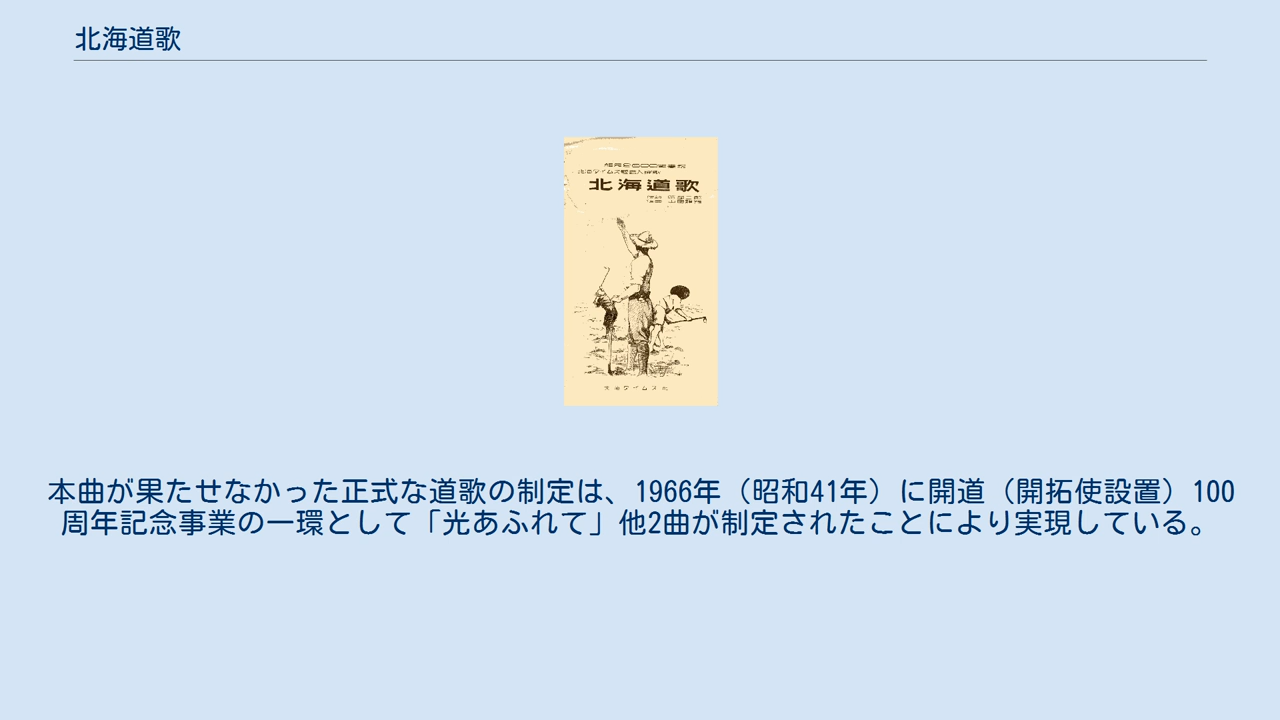 北海道歌
北海道歌
本曲が果たせなかった正式な道歌の制定は、1966年（昭和41年）に開道（開拓使設置）100
周年記念事業の一環として「光あふれて」他2曲が制定されたことにより実現している。